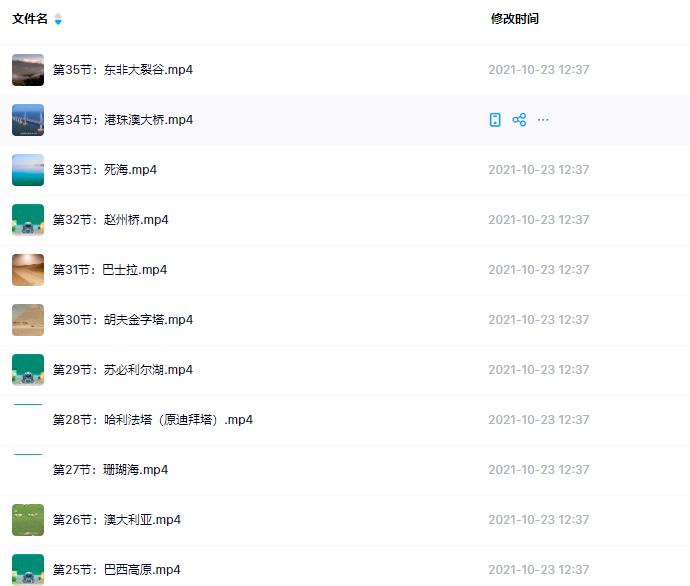 文件名 修改时间
第35节：东非大裂谷.mp4 2021-10-23 12:37
第34节：港珠澳大桥.mp4
第33节：死海.mp4 2021-10-23 12:37
第32节：赵州桥.mp4 2021-10-23 12:37
第31节：巴士拉.mp4 2021-10-23 12:37
第30节：胡夫金字塔.mp4 2021-10-23 12:37
第29节：苏必利尔湖.mp4 2021-10-23 12:37
第28节：哈利法塔（原迪拜塔）.mp4 2021-10-23 12:37
第27节：珊瑚海.mp4 2021-10-23 12:37
第26节：澳大利亚.mp4 2021-10-23 12:37
第25节：巴西高原.mp4 2021-10-23 12:37